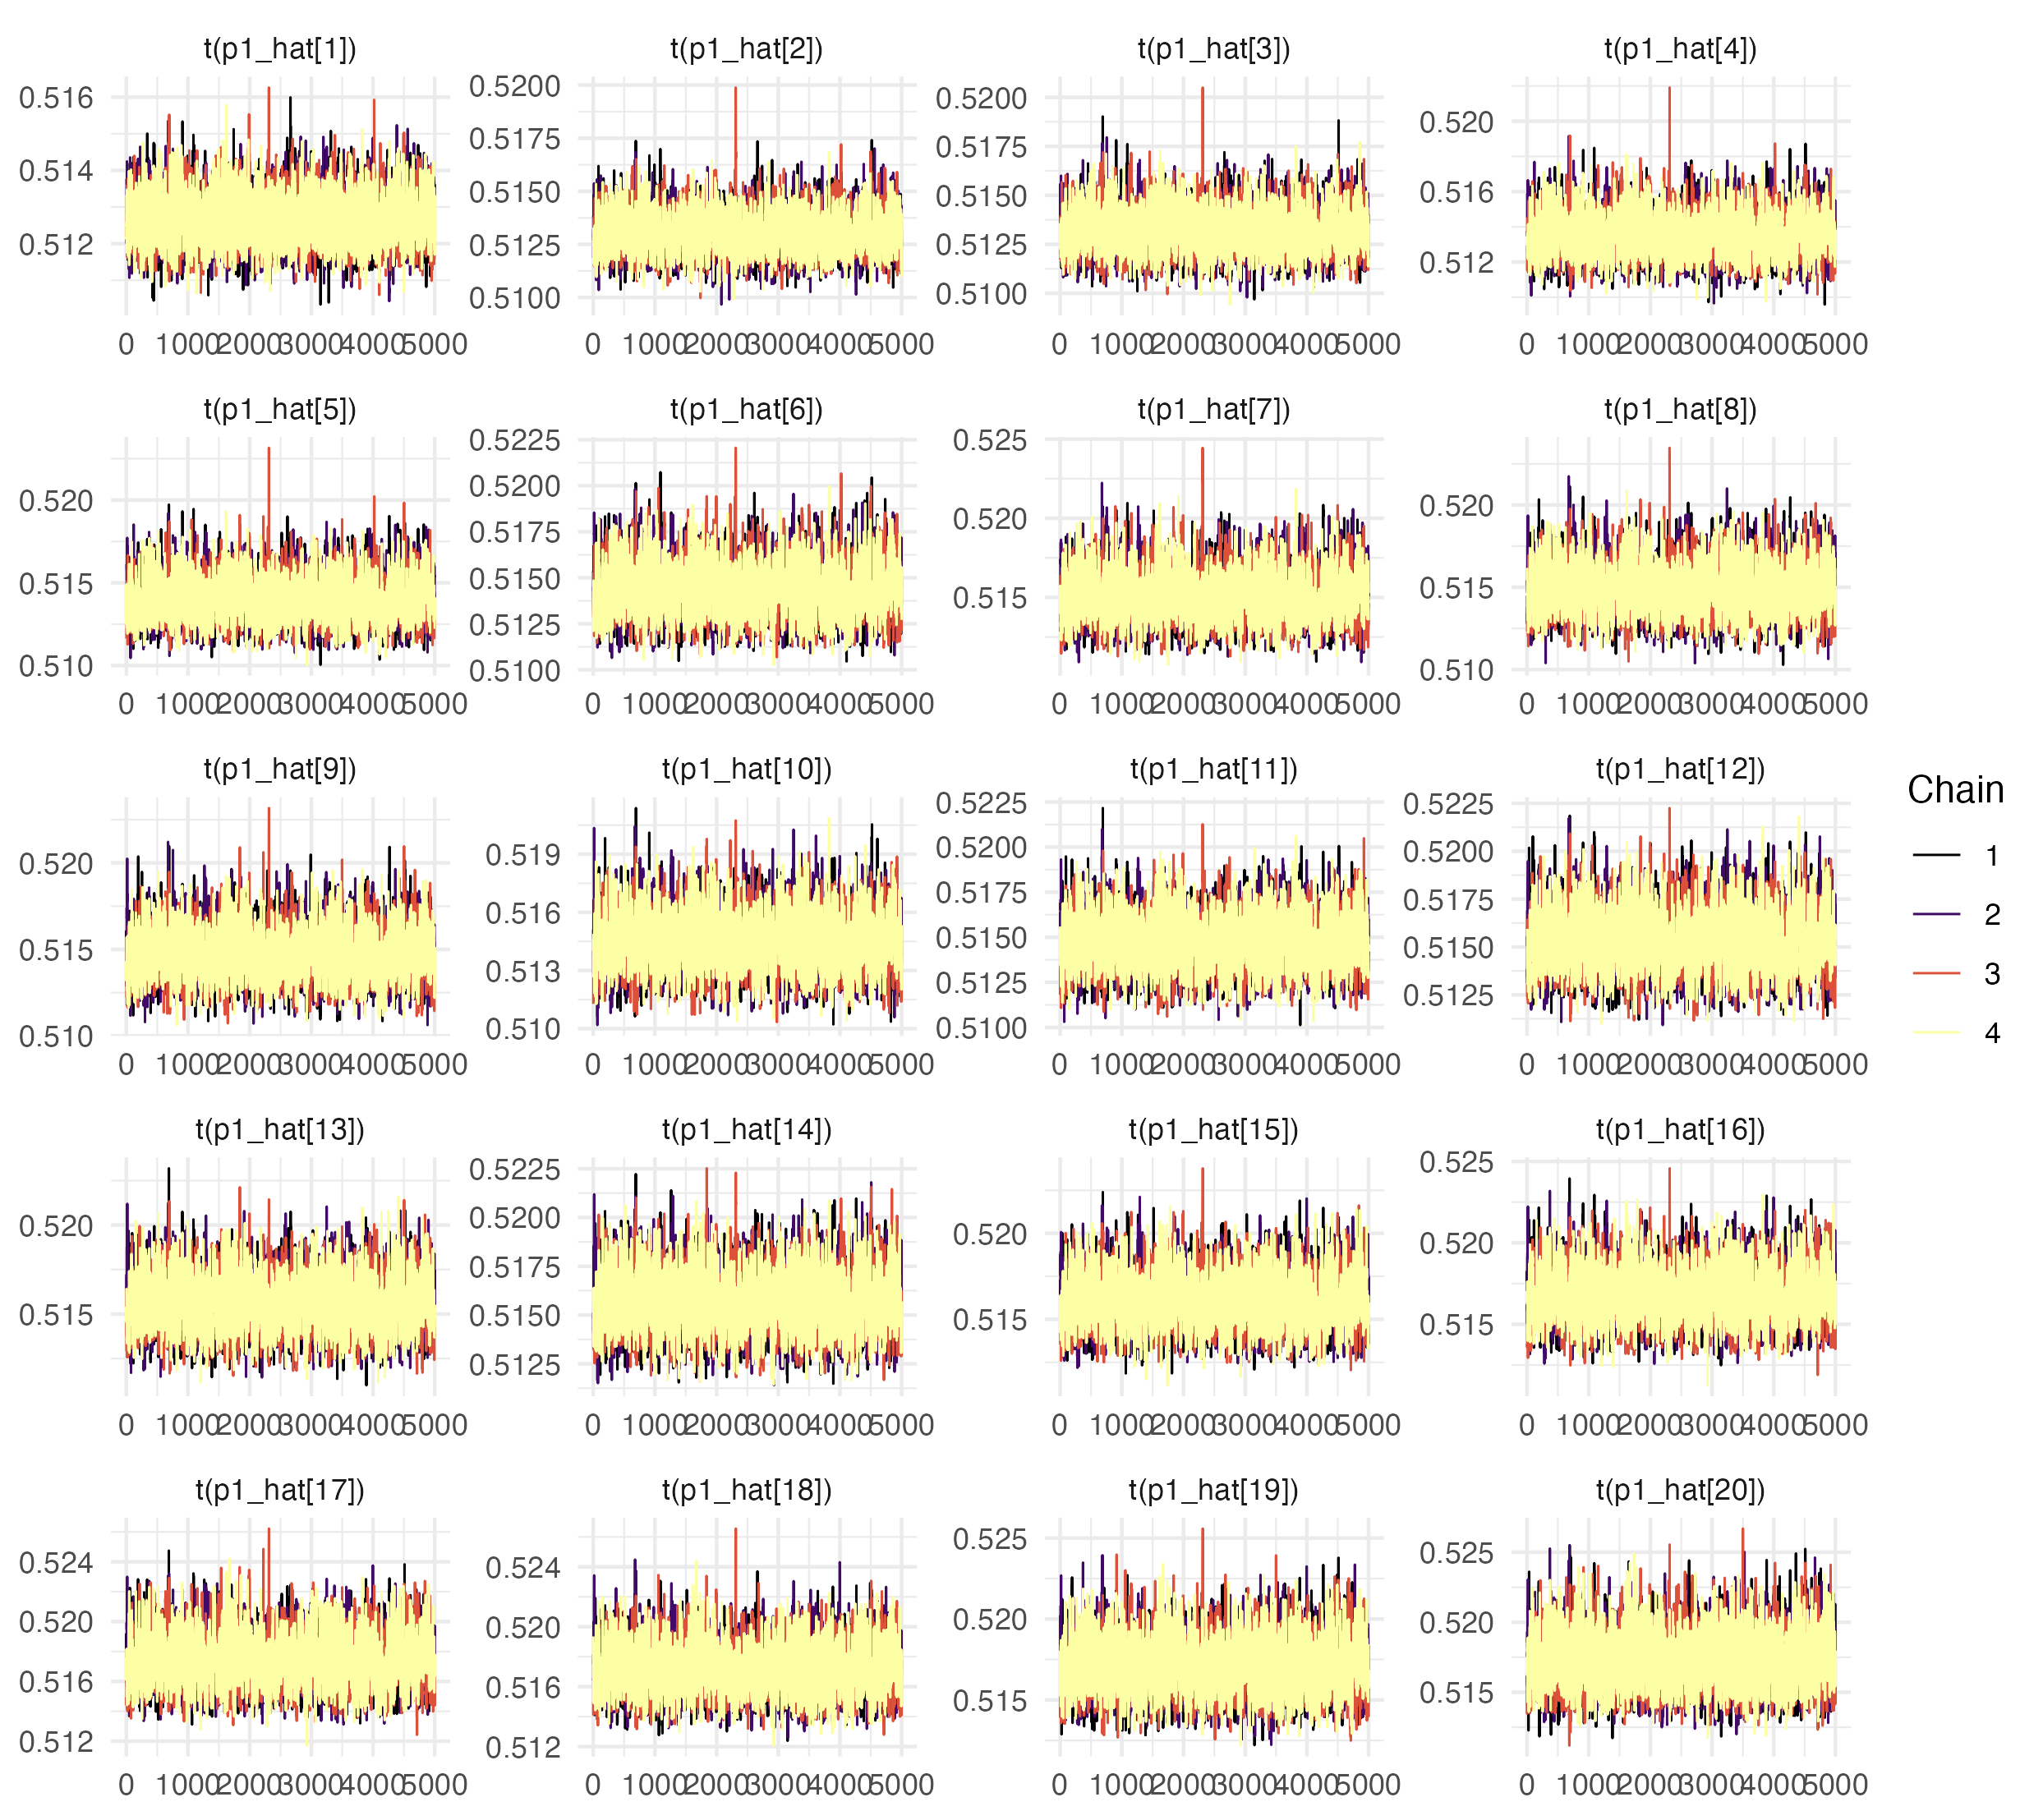 t(p1_hat[1]) t(p1_hat[2]) t(p1_hat[3]) t(p1_hat[4])
0.516 0.514 0.512
0.5200 0.5175 0.5150 0.5125 0.5100
0.5200 0.5175 0.5150 0.5125 0.5100
0.520 0.516 0.512
0 1000 2000 3000 4000 5000 0 1000 2000 3000 4000 5000 0 1000 2000 3000 4000 5000 0 1000 2000 3000 4000 5000
t(p1_hat[5]) t(p1_hat[6]) t(p1_hat[7]) t(p1_hat[8])
0.520 0.515 0.510
0.5225 0.5200 0.5175 0.5150 0.5125 0.5100
0.525 0.520 0.515
0.520 0.515 0.510
0 1000 2000 3000 4000 5000 0 1000 2000 3000 4000 5000 0 1000 2000 3000 4000 5000 0 1000 2000 3000 4000 5000
t(p1_hat[9]) t(p1_hat[10]) t(p1_hat[11]) t(p1_hat[12])
0.520 0.515 0.510
0.519 0.516 0.513 0.510
0.5225 0.5200 0.5175 0.5150 0.5125 0.5100
0.5225 0.5200 0.5175 0.5150 0.5125
0 1000 2000 3000 4000 5000 0 1000 2000 3000 4000 5000 0 1000 2000 3000 4000 5000 0 1000 2000 3000 4000 5000
t(p1_hat[13]) t(p1_hat[14]) t(p1_hat[15]) t(p1_hat[16])
0.520 0.515
0.5225 0.5200 0.5175 0.5150 0.5125
0.520 0.515
0.525 0.520 0.515
0 1000 2000 3000 4000 5000 0 1000 2000 3000 4000 5000 0 1000 2000 3000 4000 5000 0 1000 2000 3000 4000 5000
t(p1_hat[17]) t(p1_hat[18]) t(p1_hat[19]) t(p1_hat[20])
0.524 0.520 0.516 0.512
0.524 0.520 0.516 0.512
0.525 0.520 0.515
0.525 0.520 0.515
0 1000 2000 3000 4000 5000 0 1000 2000 3000 4000 5000 0 1000 2000 3000 4000 5000 0 1000 2000 3000 4000 5000
Chain
1
2
3
4